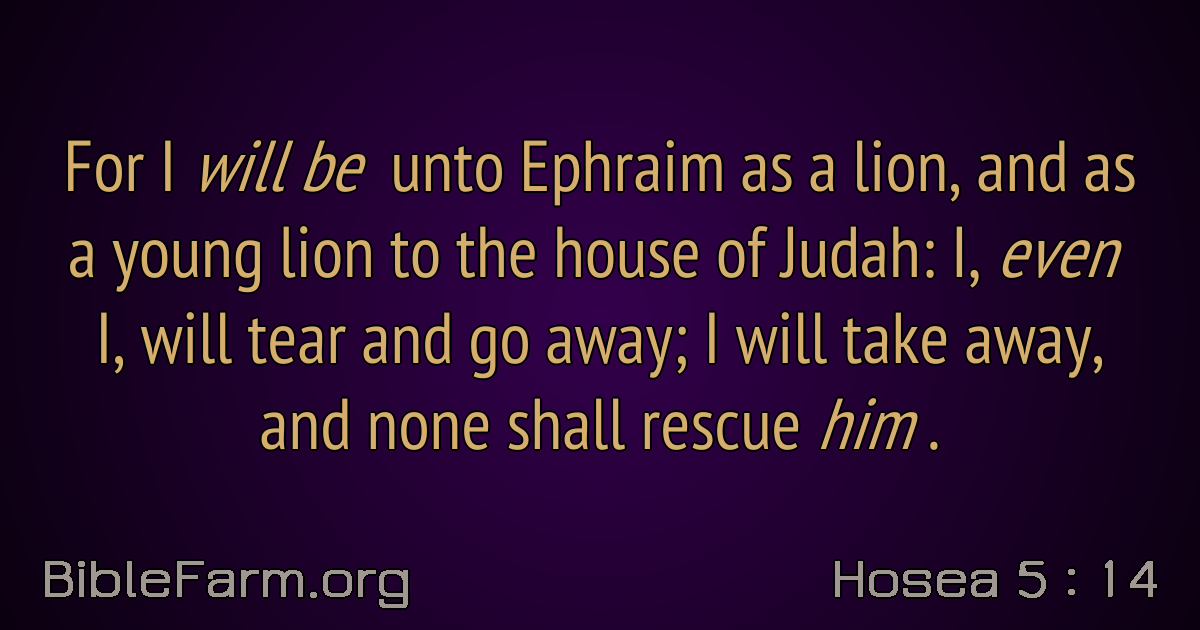 For I will be unto Ephraim as a lion, and as
a young lion to the house of Judah: I, even
I, will tear and go away; I will take away,
and none shall rescue him .
BibleFarm.org
Hosea 5 : 14